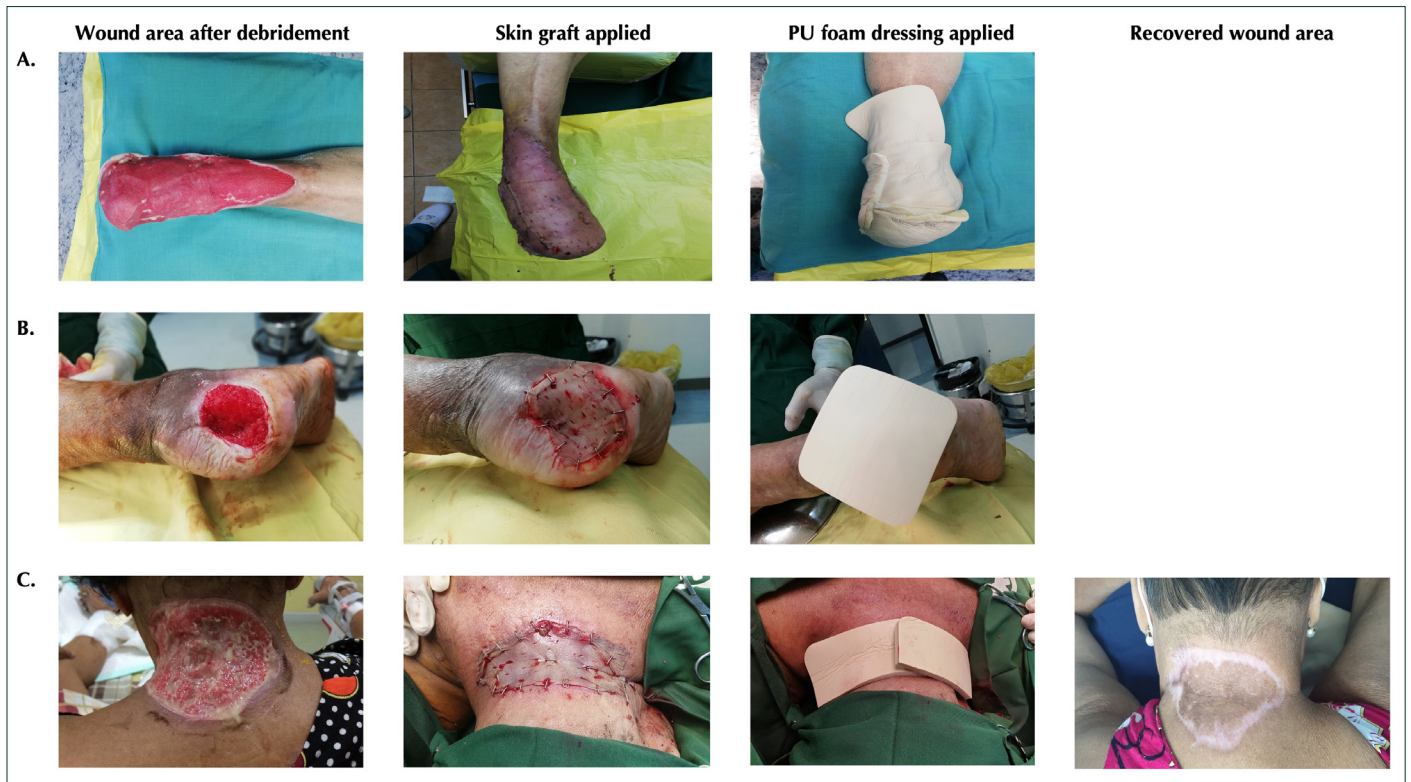 Wound area after debridement
Skin graft applied
PU foam dressing applied
Recovered wound area
A.
B.
C.